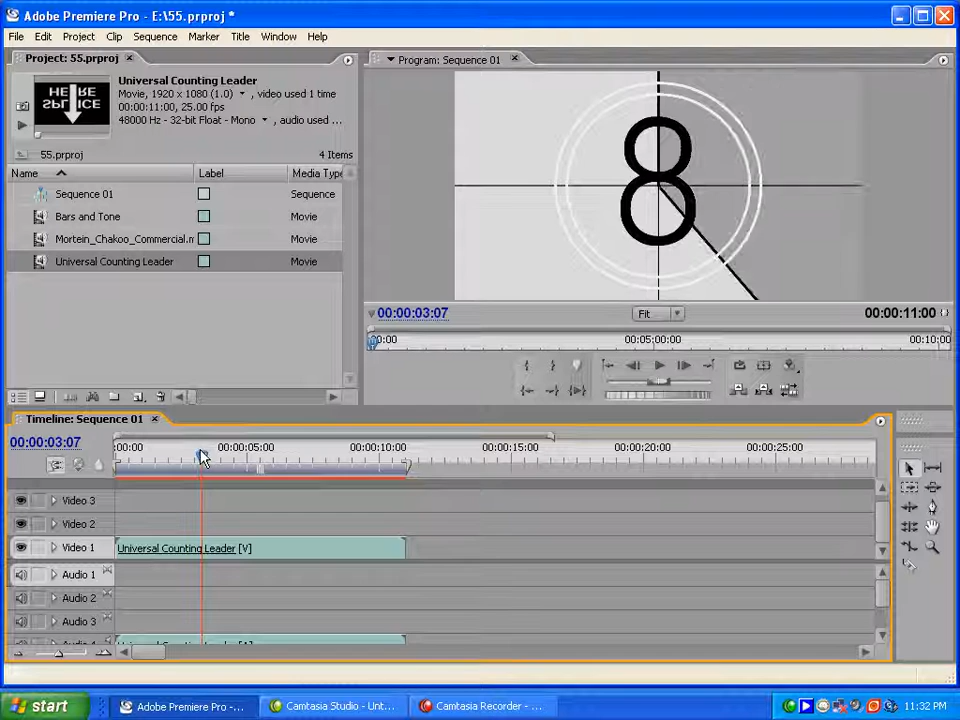 Adobe Premiere Pro - E:\55.prproj *
File Edit Project Clip Sequence Marker Title Window Help
Project: 55.prproj
Program: Sequence 01
HERE
SPLICE
Universal Counting Leader
Movie, 1920 x 1080 (1.0) , video used 1 time
00:00:11:00, 25.00 fps
48000 Hz - 32-bit Float - Mono , audio used ...
8
55.prproj 4 Items
Name Label Media Type
Sequence 01 Sequence
Bars and Tone Movie
Mortein_Chakoo_Commercial.m Movie
Universal Counting Leader Movie
00:00:03:07 Fit 00:00:11:00
00:00 00:05:00:00 00:10:00
Timeline: Sequence 01
00:00:03:07
:00:00 00:00:05:00 00:00:10:00 00:00:15:00 00:00:20:00 00:00:25:00
Video 3
Video 2
Video 1 Universal Counting Leader [V]
Audio 1
Audio 2
Audio 3
Audio 4 Universal Counting Leader [A]
start Adobe Premiere Pro -... Camtasia Studio - Unt... Camtasia Recorder - ... 11:32 PM